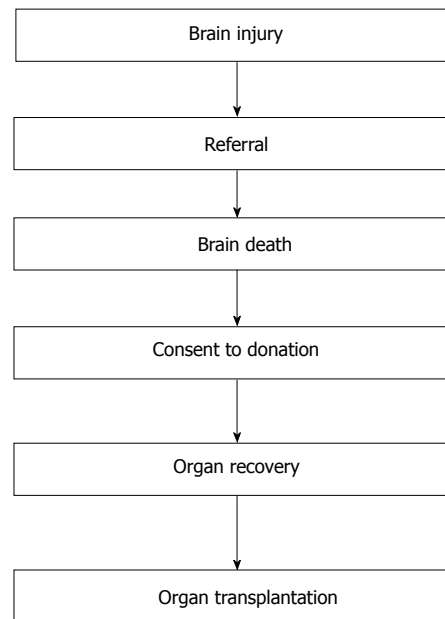 Brain injury
Referral
Brain death
Consent to donation
Organ recovery
Organ transplantation